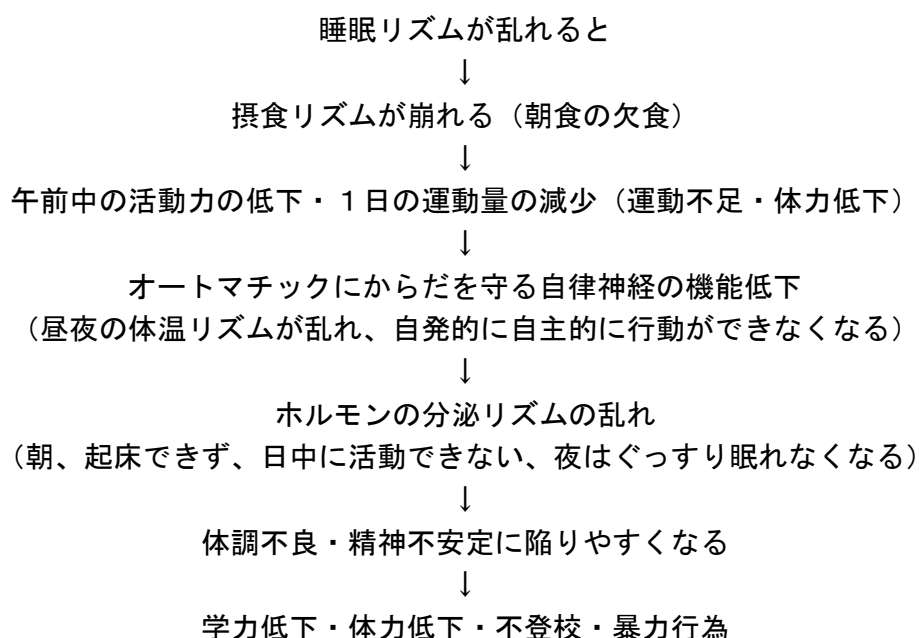 睡眠リズムが乱れると
↓
摂食リズムが崩れる（朝食の欠食）
↓
午前中の活動力の低下・１日の運動量の減少（運動不足・体力低下）
↓
オートマチックにからだを守る自律神経の機能低下
（昼夜の体温リズムが乱れ、自発的に自主的に行動ができなくなる）
↓
ホルモンの分泌リズムの乱れ
（朝、起床できず、日中に活動できない、夜はぐっすり眠れなくなる）
↓
体調不良・精神不安定に陥りやすくなる
↓
学力低下・体力低下・不登校・暴力行為